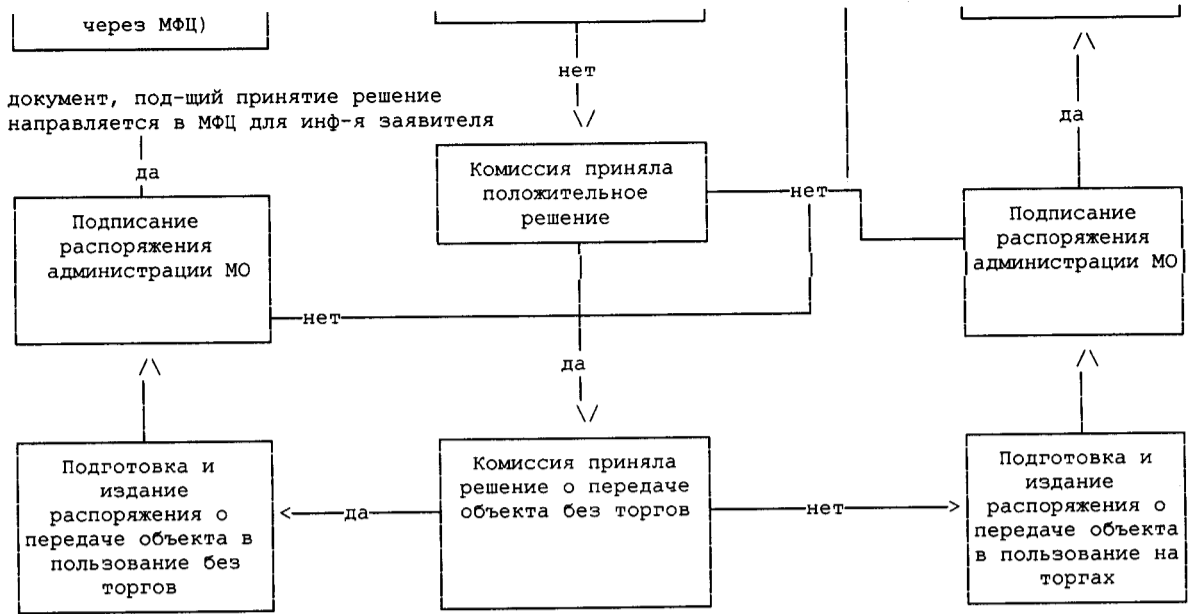 через МФЦ)
нет
документ, под-щий принятие решение
направляется в МФЦ для инф-я заявителя
да
да
Комиссия приняла
положительное
решение
нет
Подписание
распоряжения
администрации МО
Подписание
распоряжения
администрации МО
нет
да
Подготовка и
издание
распоряжения о
передаче объекта в
пользование без
торгов
да
Комиссия приняла
решение о передаче
объекта без торгов
нет
Подготовка и
издание
распоряжения о
передаче объекта
в пользование на
торгах